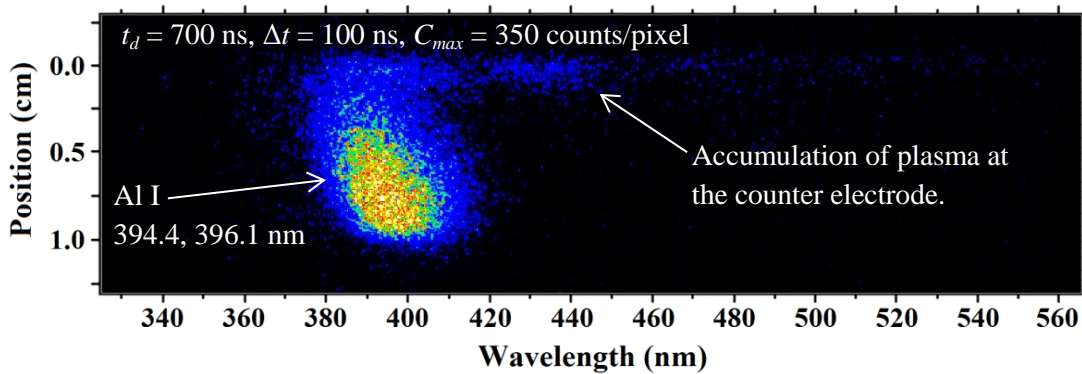 t_d = 700 ns, Δt = 100 ns, C_max = 350 counts/pixel
0.0
0.5
1.0
Position (cm)
Al I
394.4, 396.1 nm
Accumulation of plasma at
the counter electrode.
340 360 380 400 420 440 460 480 500 520 540 560
Wavelength (nm)